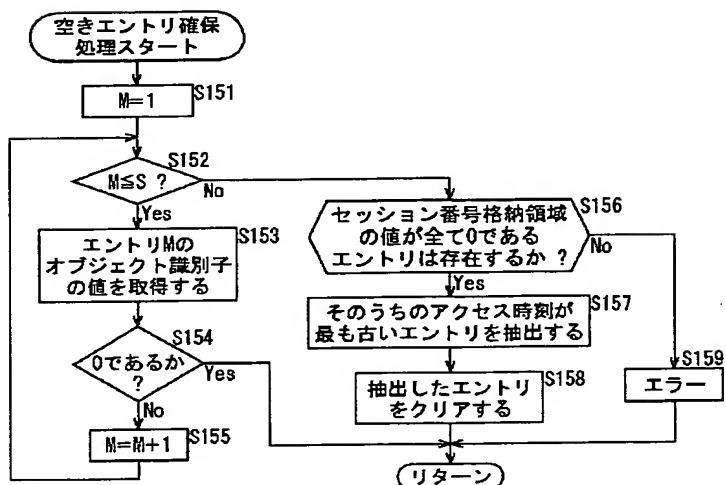 空きエントリ確保
処理スタート
M=1
S151
S152
M≦S ?
No
Yes
エントリMの
オブジェクト識別子
の値を取得する
S153
S154
0であるか
?
Yes
No
M=M+1
S155
S156
セッション番号格納領域
の値が全て0である
エントリは存在するか ?
No
Yes
S157
そのうちのアクセス時刻が
最も古いエントリを抽出する
S158
抽出したエントリ
をクリアする
S159
エラー
リターン